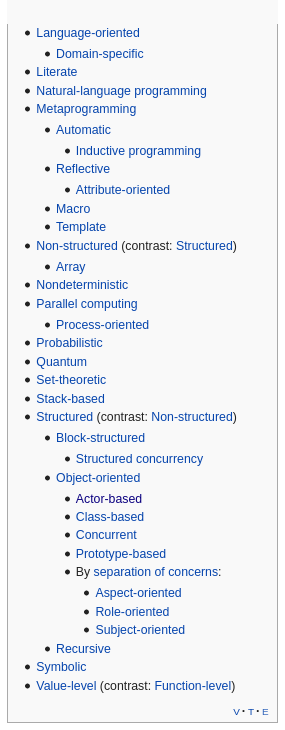 Language-oriented
Domain-specific
Literate
Natural-language programming
Metaprogramming
Automatic
Inductive programming
Reflective
Attribute-oriented
Macro
Template
Non-structured (contrast: Structured)
Array
Nondeterministic
Parallel computing
Process-oriented
Probabilistic
Quantum
Set-theoretic
Stack-based
Structured (contrast: Non-structured)
Block-structured
Structured concurrency
Object-oriented
Actor-based
Class-based
Concurrent
Prototype-based
By separation of concerns:
Aspect-oriented
Role-oriented
Subject-oriented
Recursive
Symbolic
Value-level (contrast: Function-level)
V · T · E